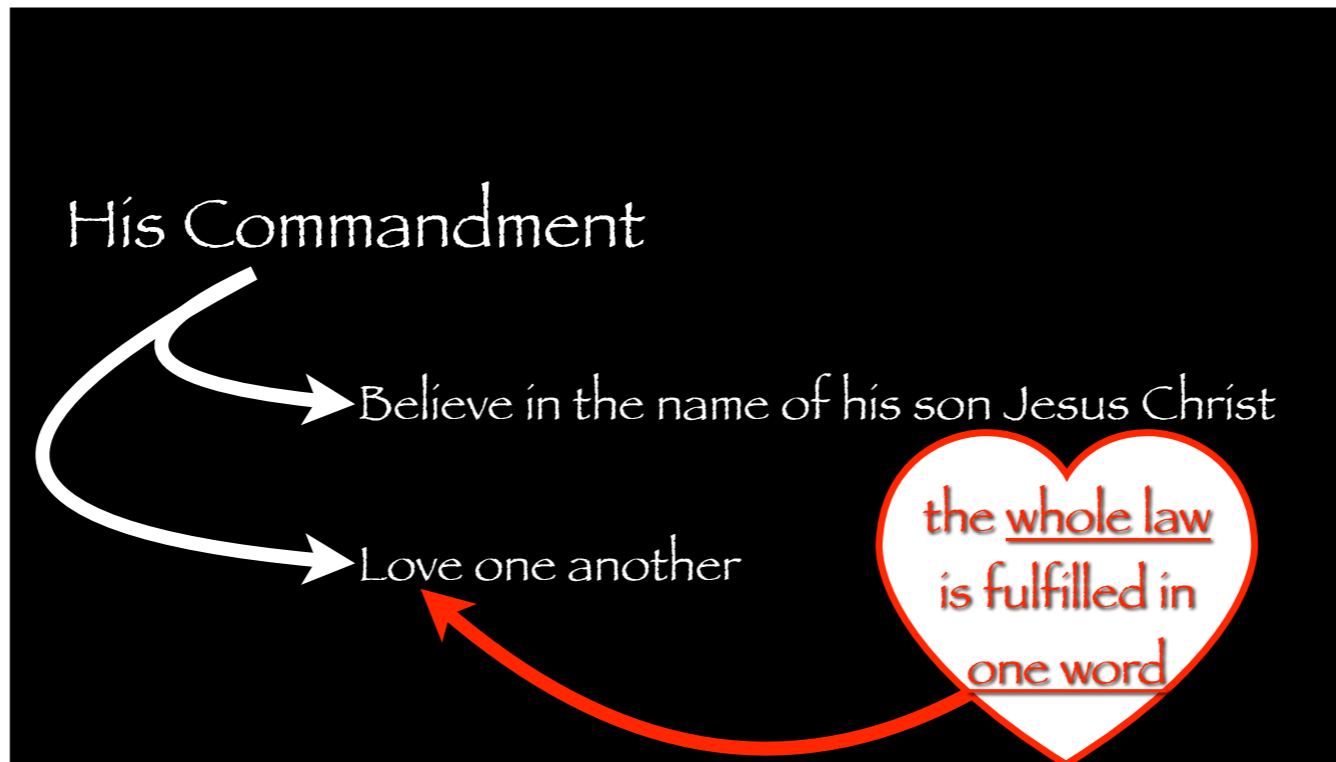 His Commandment
Believe in the name of his son Jesus Christ
Love one another
the whole law
is fulfilled in
one word